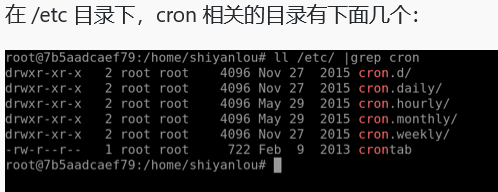 在 /etc 目录下，cron 相关的目录有下面几个：
root@7b5aadcaef79:/home/shiyanlou# ll /etc/ |grep cron
drwxr-xr-x   2 root root    4096 Nov 27  2015 cron.d/
drwxr-xr-x   2 root root    4096 Nov 27  2015 cron.daily/
drwxr-xr-x   2 root root    4096 May 29  2015 cron.hourly/
drwxr-xr-x   2 root root    4096 May 29  2015 cron.monthly/
drwxr-xr-x   2 root root    4096 Nov 27  2015 cron.weekly/
-rw-r--r--   1 root root     722 Feb  9  2013 crontab
root@7b5aadcaef79:/home/shiyanlou#